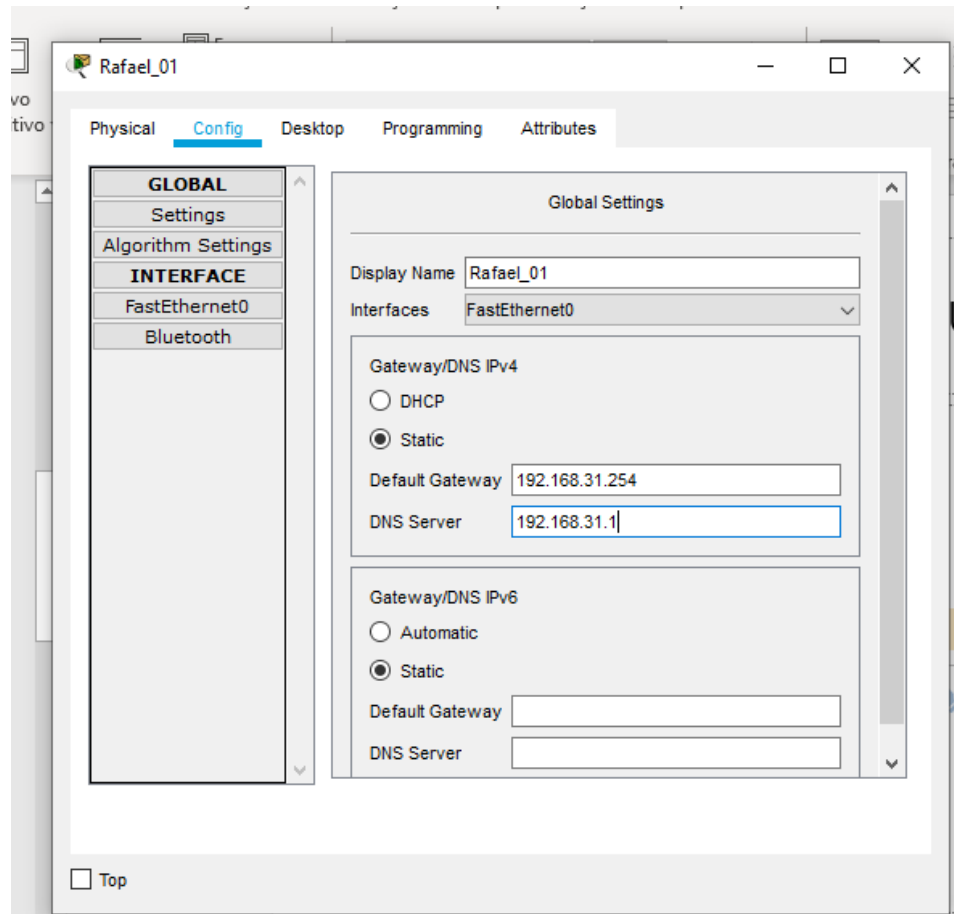 Rafael_01
vo
tivo
Physical Config Desktop Programming Attributes
GLOBAL
Settings
Algorithm Settings
INTERFACE
FastEthernet0
Bluetooth
Global Settings
Display Name Rafael_01
Interfaces FastEthernet0
Gateway/DNS IPv4
DHCP
Static
Default Gateway 192.168.31.254
DNS Server 192.168.31.1
Gateway/DNS IPv6
Automatic
Static
Default Gateway
DNS Server
Top